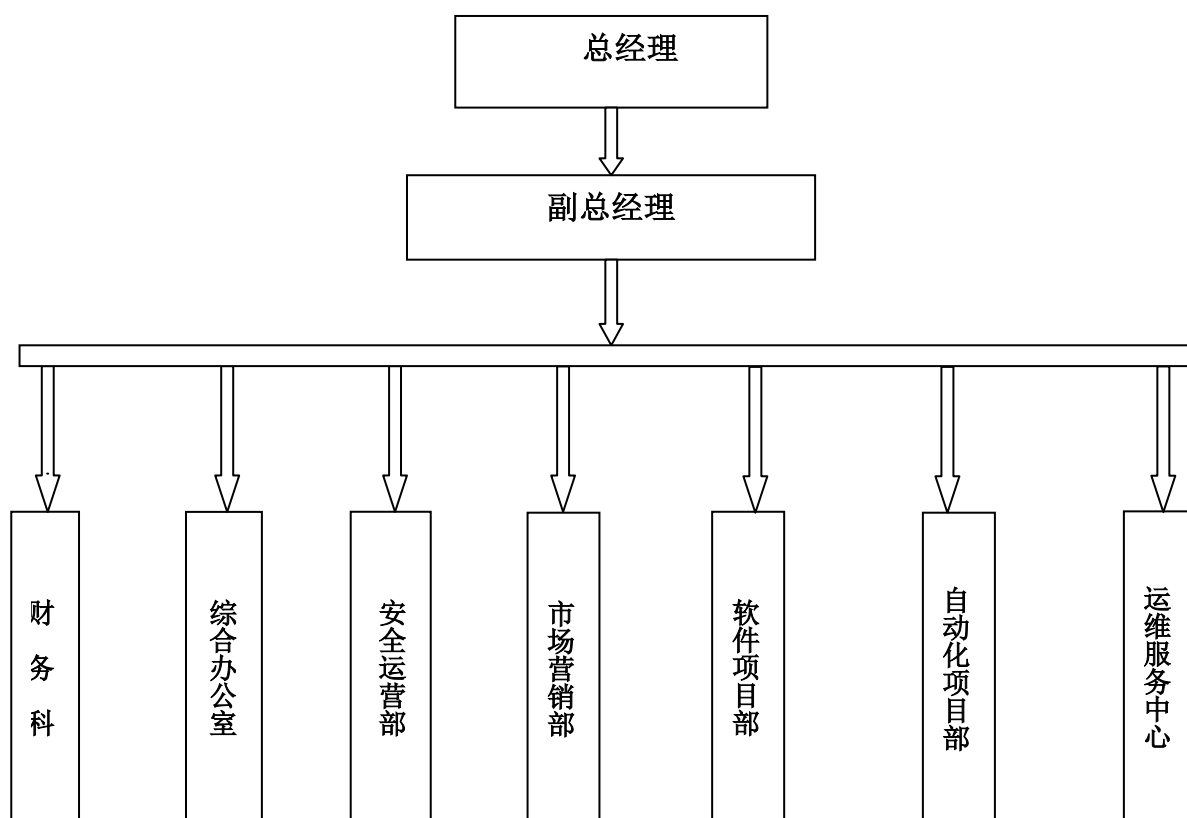 总经理
副总经理
财务科
综合办公室
安全运营部
市场营销部
软件项目部
自动化项目部
运维服务中心